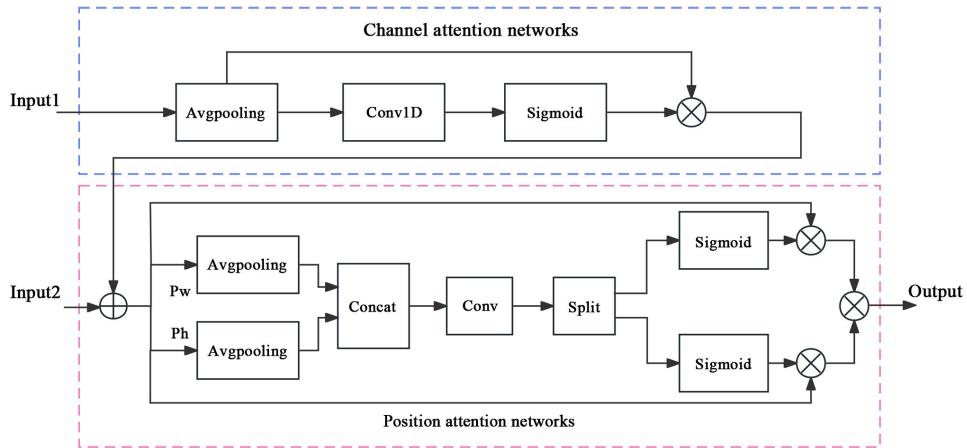 Channel attention networks
Input1
Avgpooling
Conv1D
Sigmoid
Input2
Pw
Avgpooling
Ph
Avgpooling
Concat
Conv
Split
Sigmoid
Sigmoid
Output
Position attention networks